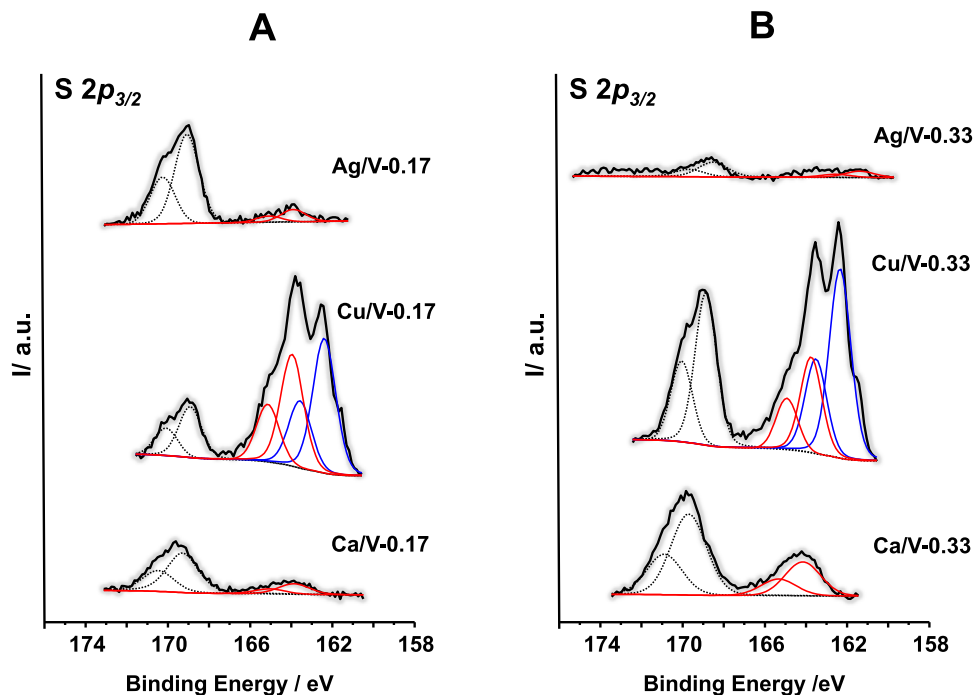 A
S 2p3/2
Ag/V-0.17
Cu/V-0.17
Ca/V-0.17
I/ a.u.
174 170 166 162 158
Binding Energy / eV
B
S 2p3/2
Ag/V-0.33
Cu/V-0.33
Ca/V-0.33
I/ a.u.
174 170 166 162 158
Binding Energy / eV